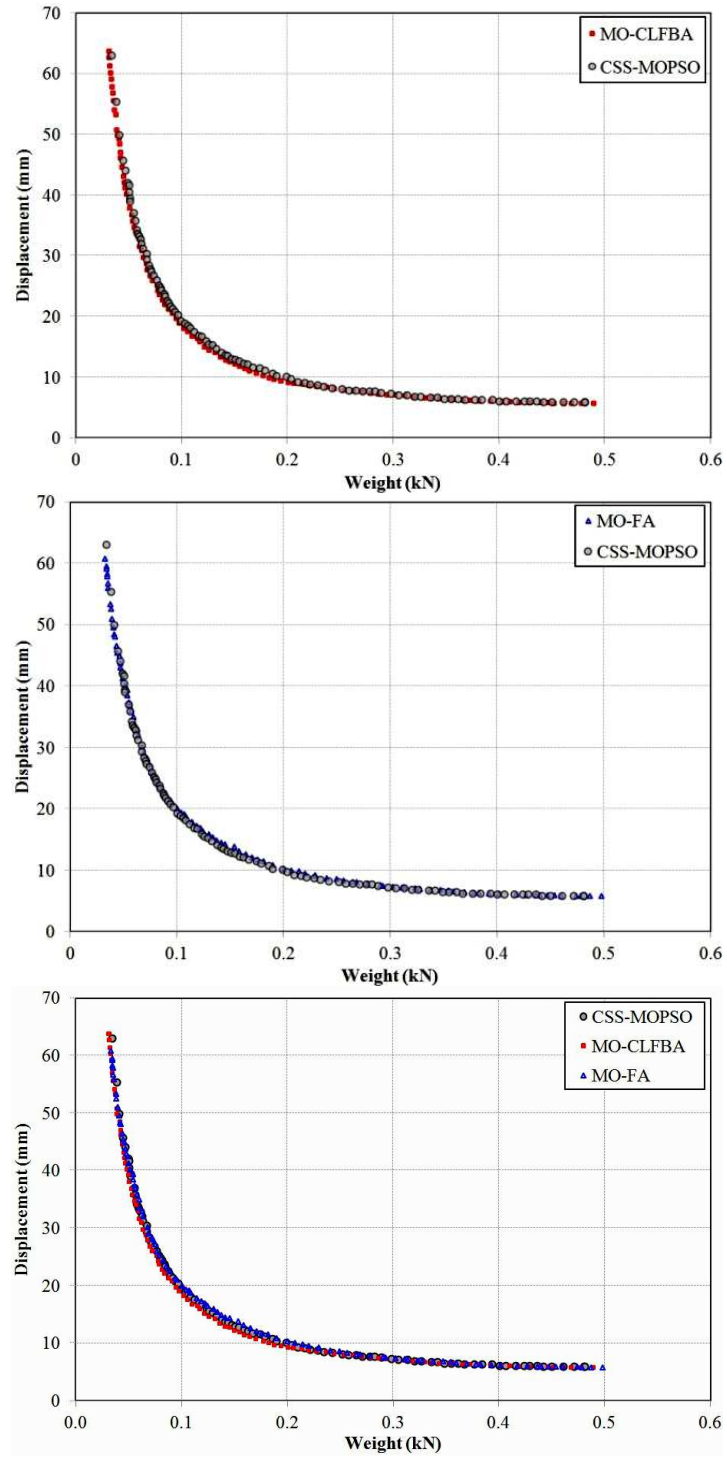 70
60
50
40
30
20
10
0
Displacement (mm)
MO-CLFBA
CSS-MOPSO
0 0.1 0.2 0.3 0.4 0.5 0.6
Weight (kN)
70
60
50
40
30
20
10
0
Displacement (mm)
MO-FA
CSS-MOPSO
0 0.1 0.2 0.3 0.4 0.5 0.6
Weight (kN)
70
60
50
40
30
20
10
0
Displacement (mm)
CSS-MOPSO
MO-CLFBA
MO-FA
0.0 0.1 0.2 0.3 0.4 0.5 0.6
Weight (kN)